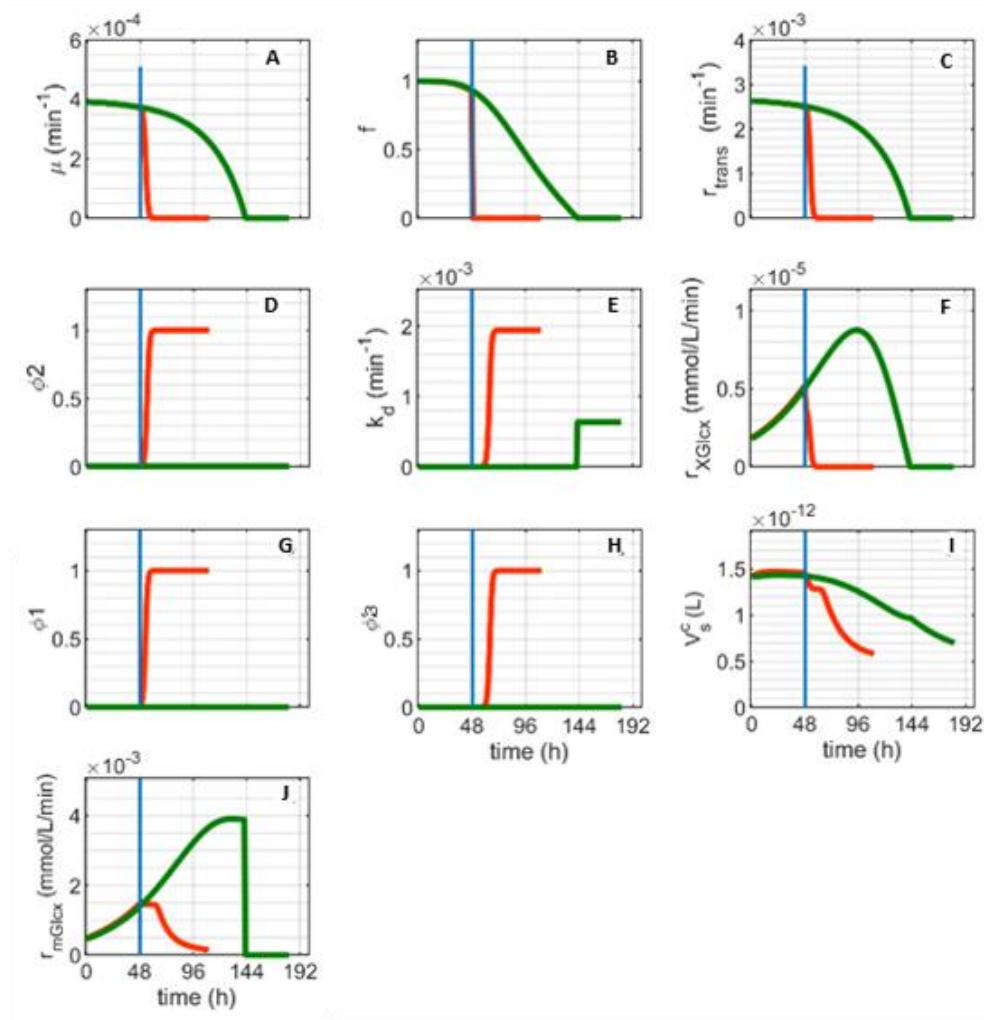 ×10⁻⁴
6
4
2
0
μ (min⁻¹)
A
1
0.5
0
f
B
×10⁻³
4
3
2
1
0
r_trans (min⁻¹)
C
1
0.5
0
ϕ2
D
×10⁻³
2
1
0
k_d (min⁻¹)
E
×10⁻⁵
1
0.5
0
r_XGlcx (mmol/L/min)
F
1
0.5
0
ϕ1
G
1
0.5
0
ϕ3
H
0 48 96 144 192
time (h)
×10⁻¹²
1.5
1
0.5
0
V_s^c (L)
I
0 48 96 144 192
time (h)
×10⁻³
4
2
0
r_mGlcx (mmol/L/min)
J
0 48 96 144 192
time (h)